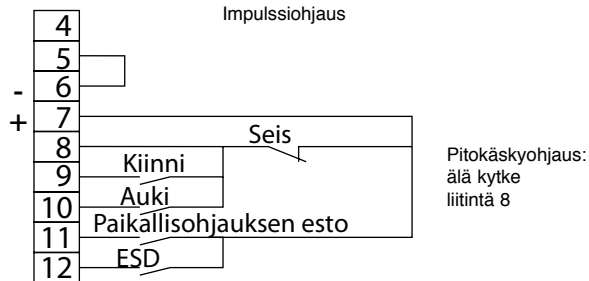 Impulssiohjaus
4
5
- 6
+ 7
8 Seis
9 Kiinni
10 Auki
11 Paikallisohjauksen esto
12 ESD
Pitokäskyohjaus:
älä kytke
liitintä 8